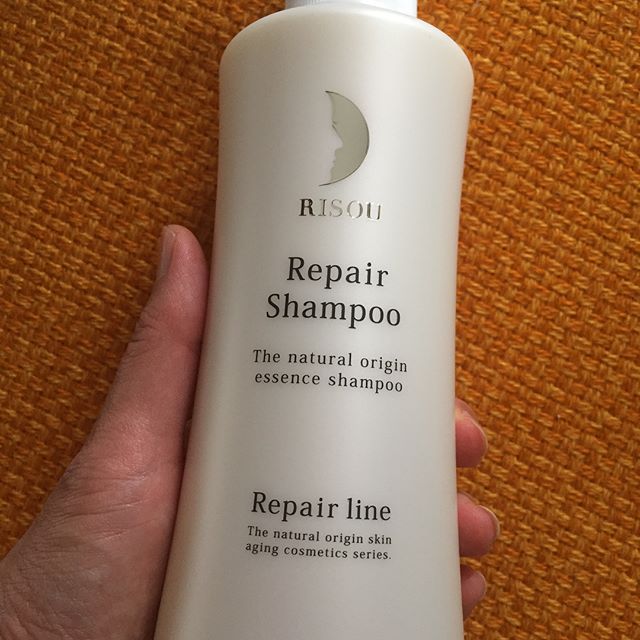 RISOU
Repair
Shampoo
The natural origin
essence shampoo
Repair line
The natural origin skin
aging cosmetics series.